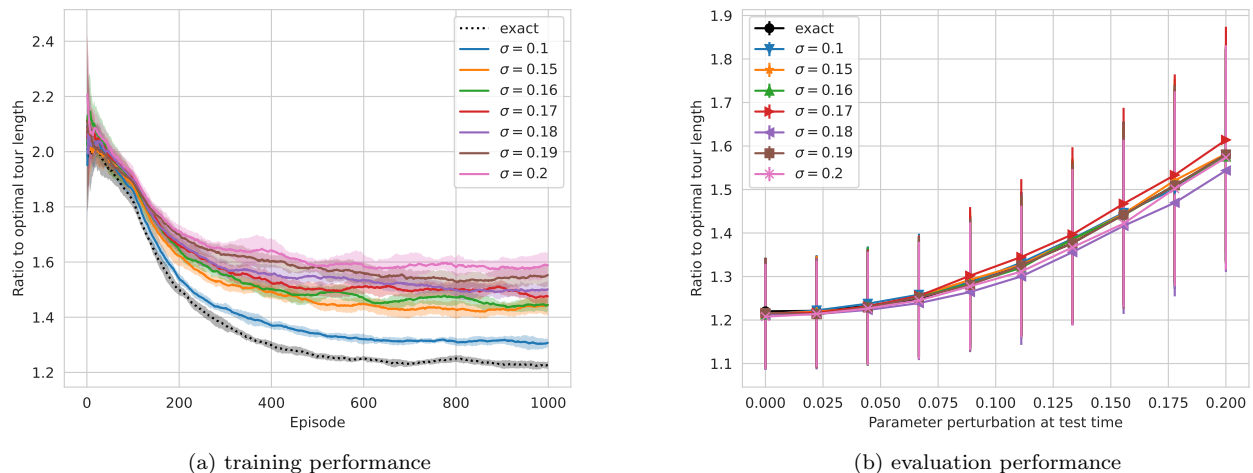 2.4
2.2
2.0
1.8
1.6
1.4
1.2
Ratio to optimal tour length
0
200
400
600
800
1000
Episode
exact
σ = 0.1
σ = 0.15
σ = 0.16
σ = 0.17
σ = 0.18
σ = 0.19
σ = 0.2
(a) training performance
1.9
1.8
1.7
1.6
1.5
1.4
1.3
1.2
1.1
Ratio to optimal tour length
0.000
0.025
0.050
0.075
0.100
0.125
0.150
0.175
0.200
Parameter perturbation at test time
exact
σ = 0.1
σ = 0.15
σ = 0.16
σ = 0.17
σ = 0.18
σ = 0.19
σ = 0.2
(b) evaluation performance